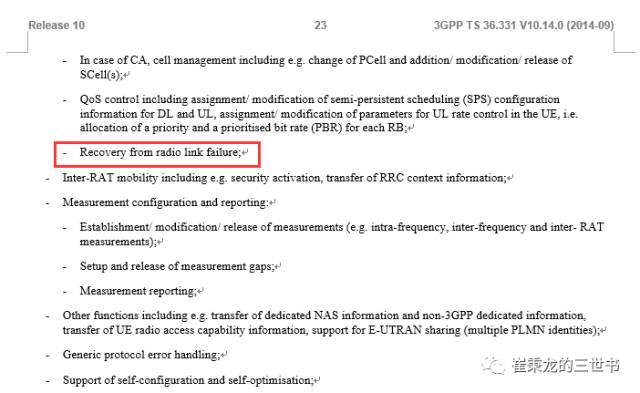 Release 10 23 3GPP TS 36.331 V10.14.0 (2014-09)
- In case of CA, cell management including e.g. change of PCell and addition/ modification/ release of
SCell(s);
- QoS control including assignment/ modification of semi-persistent scheduling (SPS) configuration
information for DL and UL, assignment/ modification of parameters for UL rate control in the UE, i.e.
allocation of a priority and a prioritised bit rate (PBR) for each RB;
- Recovery from radio link failure;
- Inter-RAT mobility including e.g. security activation, transfer of RRC context information;
- Measurement configuration and reporting:
- Establishment/ modification/ release of measurements (e.g. intra-frequency, inter-frequency and inter- RAT
measurements);
- Setup and release of measurement gaps;
- Measurement reporting;
- Other functions including e.g. transfer of dedicated NAS information and non-3GPP dedicated information,
transfer of UE radio access capability information, support for E-UTRAN sharing (multiple PLMN identities);
- Generic protocol error handling;
- Support of self-configuration and self-optimisation;
崔秉龙的三世书